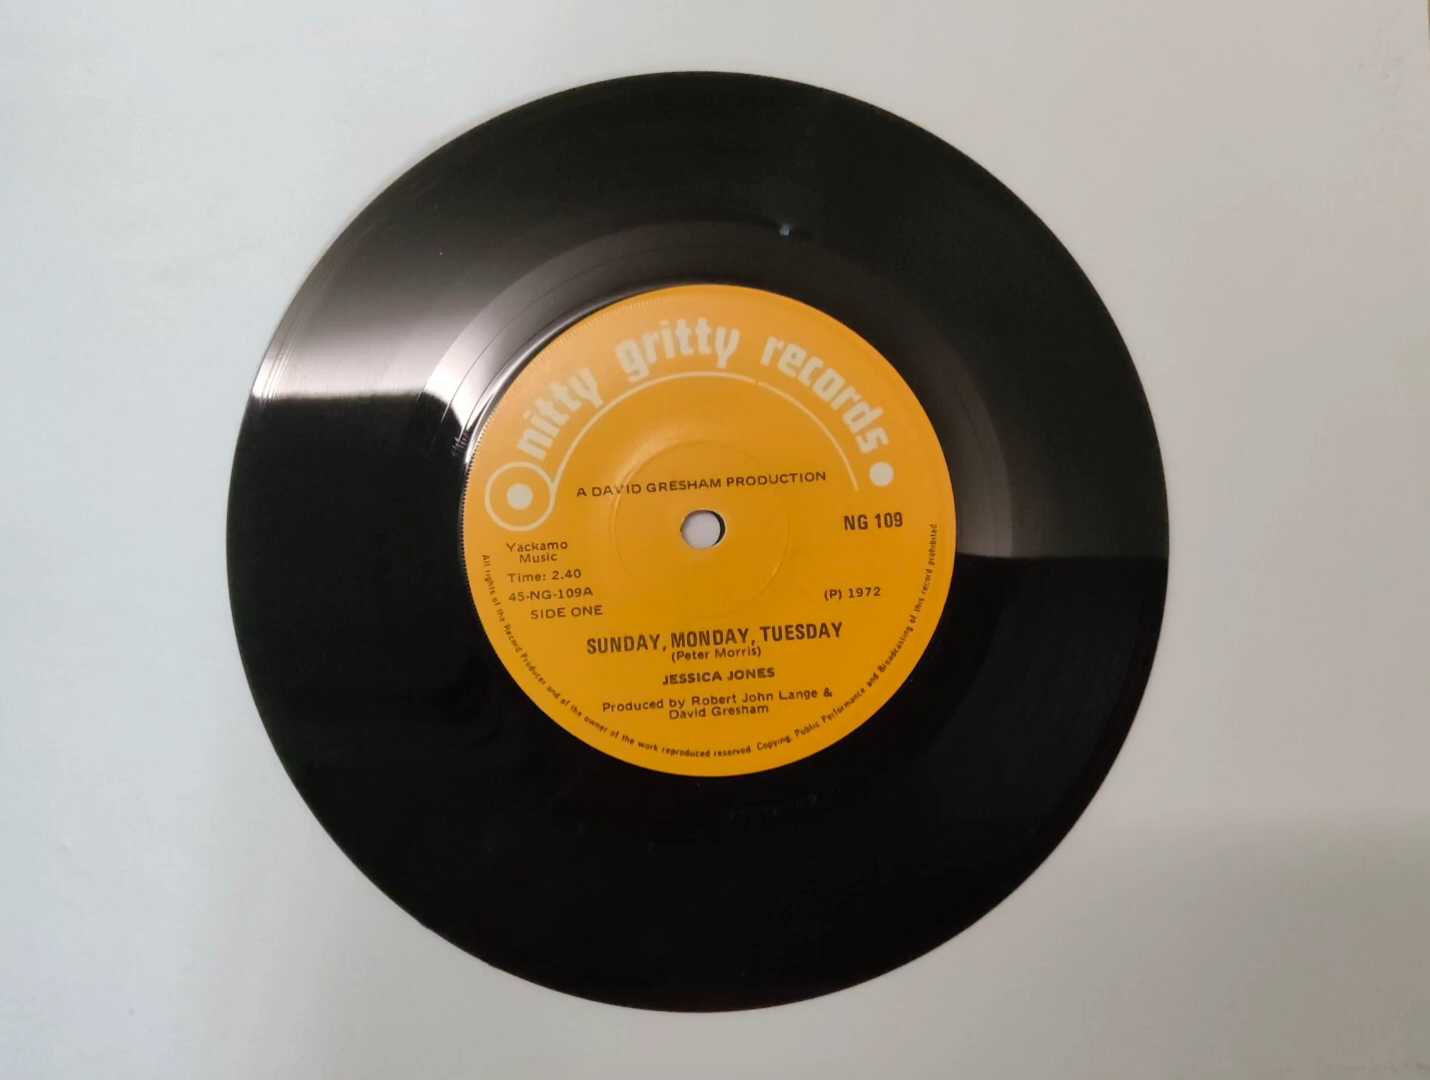 nitty gritty records
A DAVID GRESHAM PRODUCTION
NG 109
Yackamo
Music
Time: 2.40
45-NG-109A
SIDE ONE
(P) 1972
SUNDAY, MONDAY, TUESDAY
(Peter Morris)
JESSICA JONES
Produced by Robert John Lange &
David Gresham
All rights of the Record Producer and of the owner of the work reproduced reserved. Copying, Public Performance and Broadcasting of this record prohibited